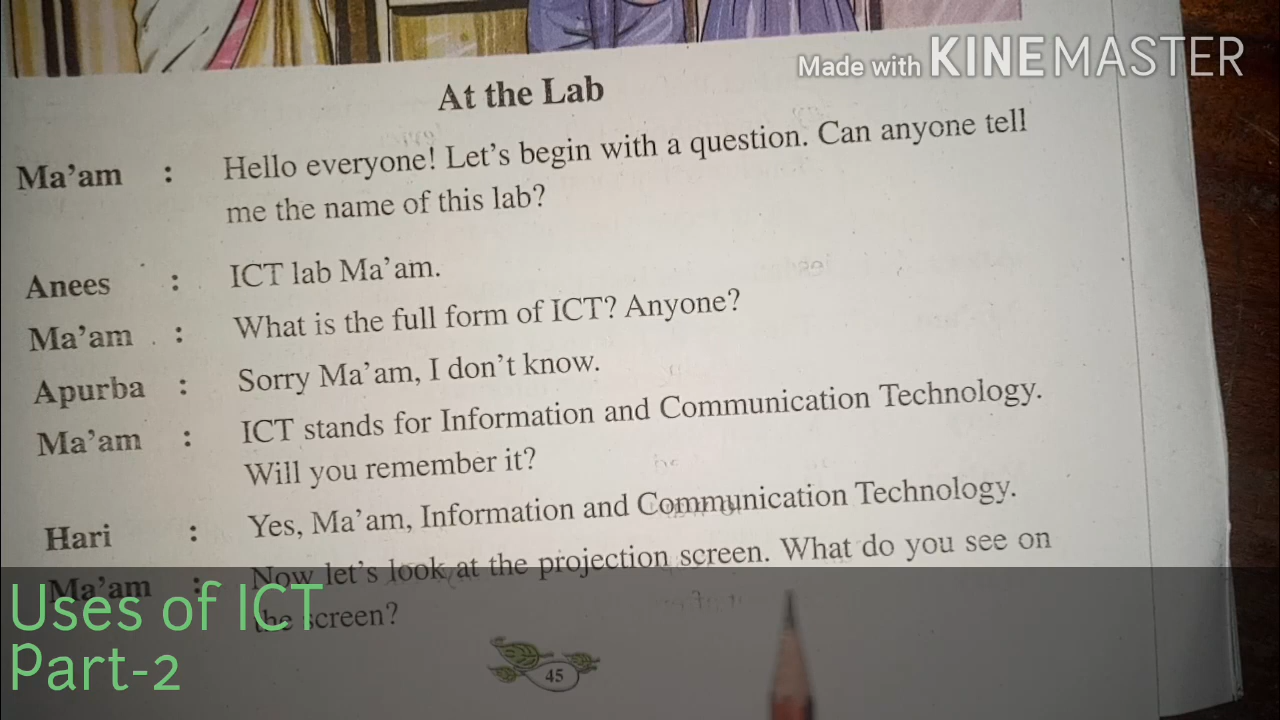 Made with KINEMASTER
At the Lab
Ma'am : Hello everyone! Let's begin with a question. Can anyone tell
me the name of this lab?
Anees : ICT lab Ma'am.
Ma'am : What is the full form of ICT? Anyone?
Apurba : Sorry Ma'am, I don't know.
Ma'am : ICT stands for Information and Communication Technology.
Will you remember it?
Hari : Yes, Ma'am, Information and Communication Technology.
Ma'am : Now let's look at the projection screen. What do you see on
the screen?
Uses of ICT
Part-2
45